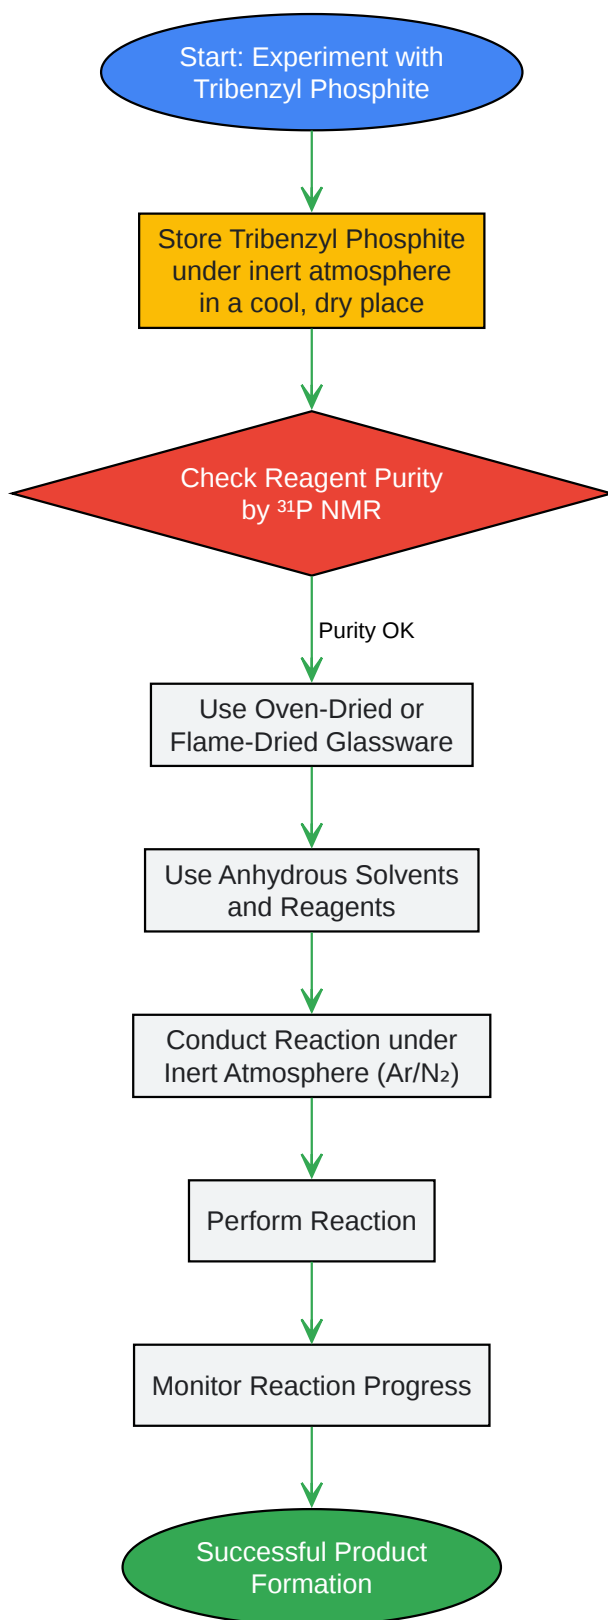 Start: Experiment with
Tribenzyl Phosphite
Store Tribenzyl Phosphite
under inert atmosphere
in a cool, dry place
Check Reagent Purity
by ³¹P NMR
Purity OK
Use Oven-Dried or
Flame-Dried Glassware
Use Anhydrous Solvents
and Reagents
Conduct Reaction under
Inert Atmosphere (Ar/N₂)
Perform Reaction
Monitor Reaction Progress
Successful Product
Formation